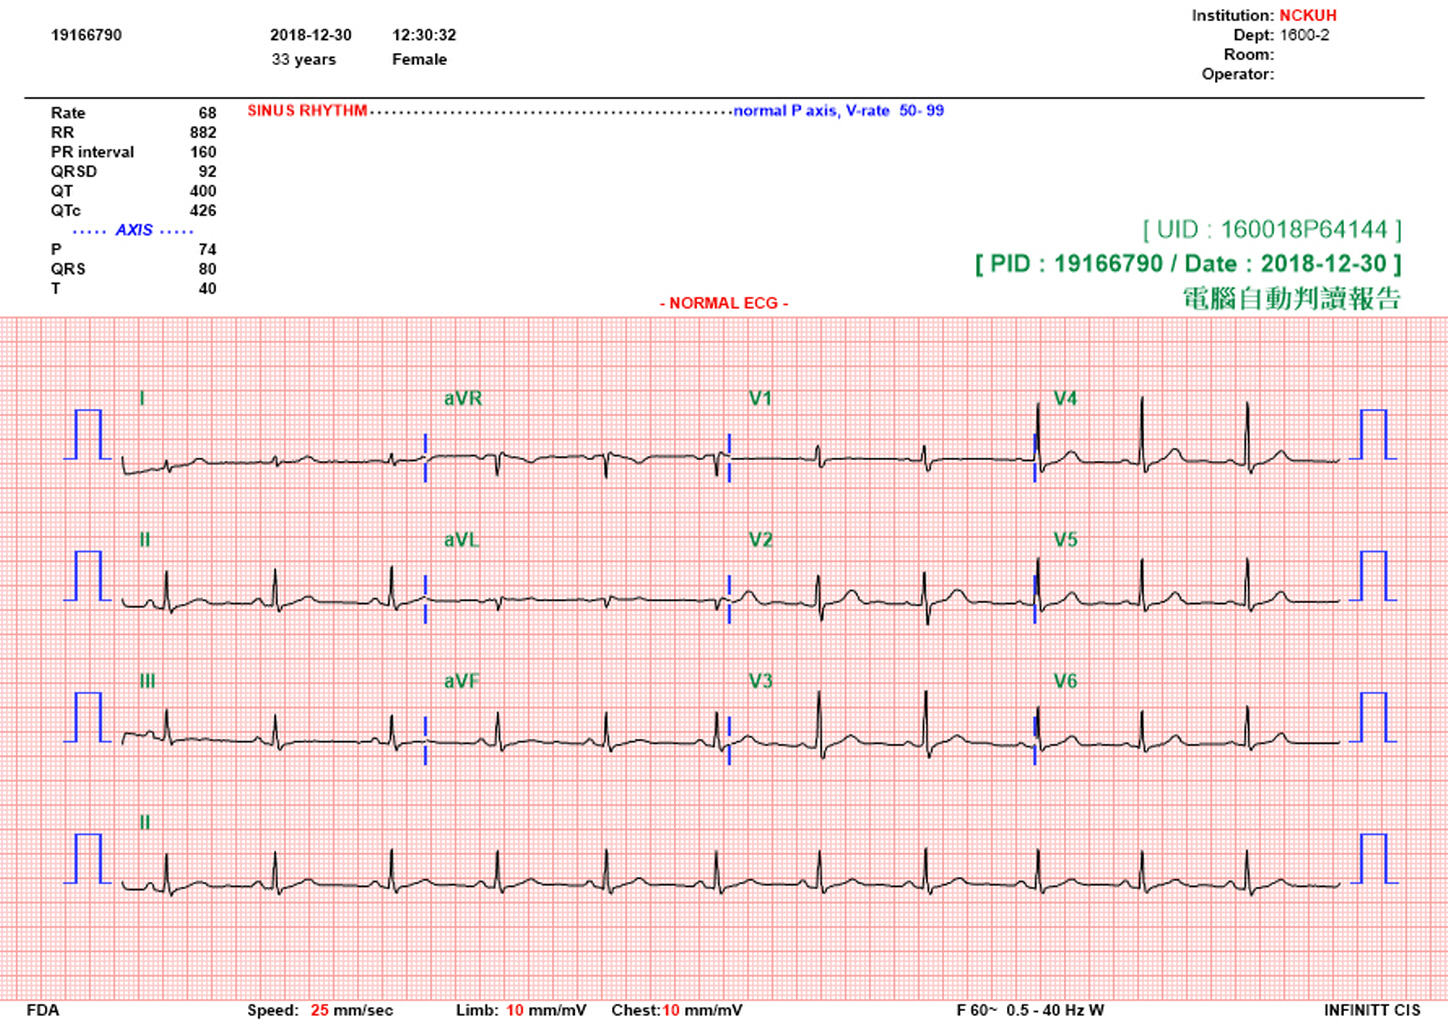 Institution: NCKUH
19166790 2018-12-30 12:30:32 Dept: 1600-2
33 years Female Room:
Operator:
Rate 68 SINUS RHYTHM normal P axis, V-rate 50- 99
RR 882
PR interval 160
QRSD 92
QT 400
QTc 426
····· AXIS ·····
P 74
QRS 80
T 40
[ UID : 160018P64144 ]
[ PID : 19166790 / Date : 2018-12-30 ]
電腦自動判讀報告
- NORMAL ECG -
I aVR V1 V4
II aVL V2 V5
III aVF V3 V6
II
FDA Speed: 25 mm/sec Limb: 10 mm/mV Chest:10 mm/mV F 60~ 0.5 - 40 Hz W INFINITT CIS